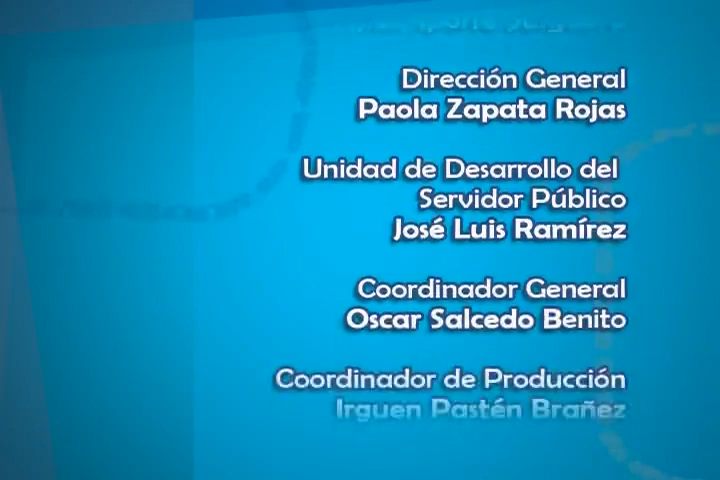 Dirección General
Paola Zapata Rojas
Unidad de Desarrollo del
Servidor Público
José Luis Ramírez
Coordinador General
Oscar Salcedo Benito
Coordinador de Producción
Irguen Pastén Brañez